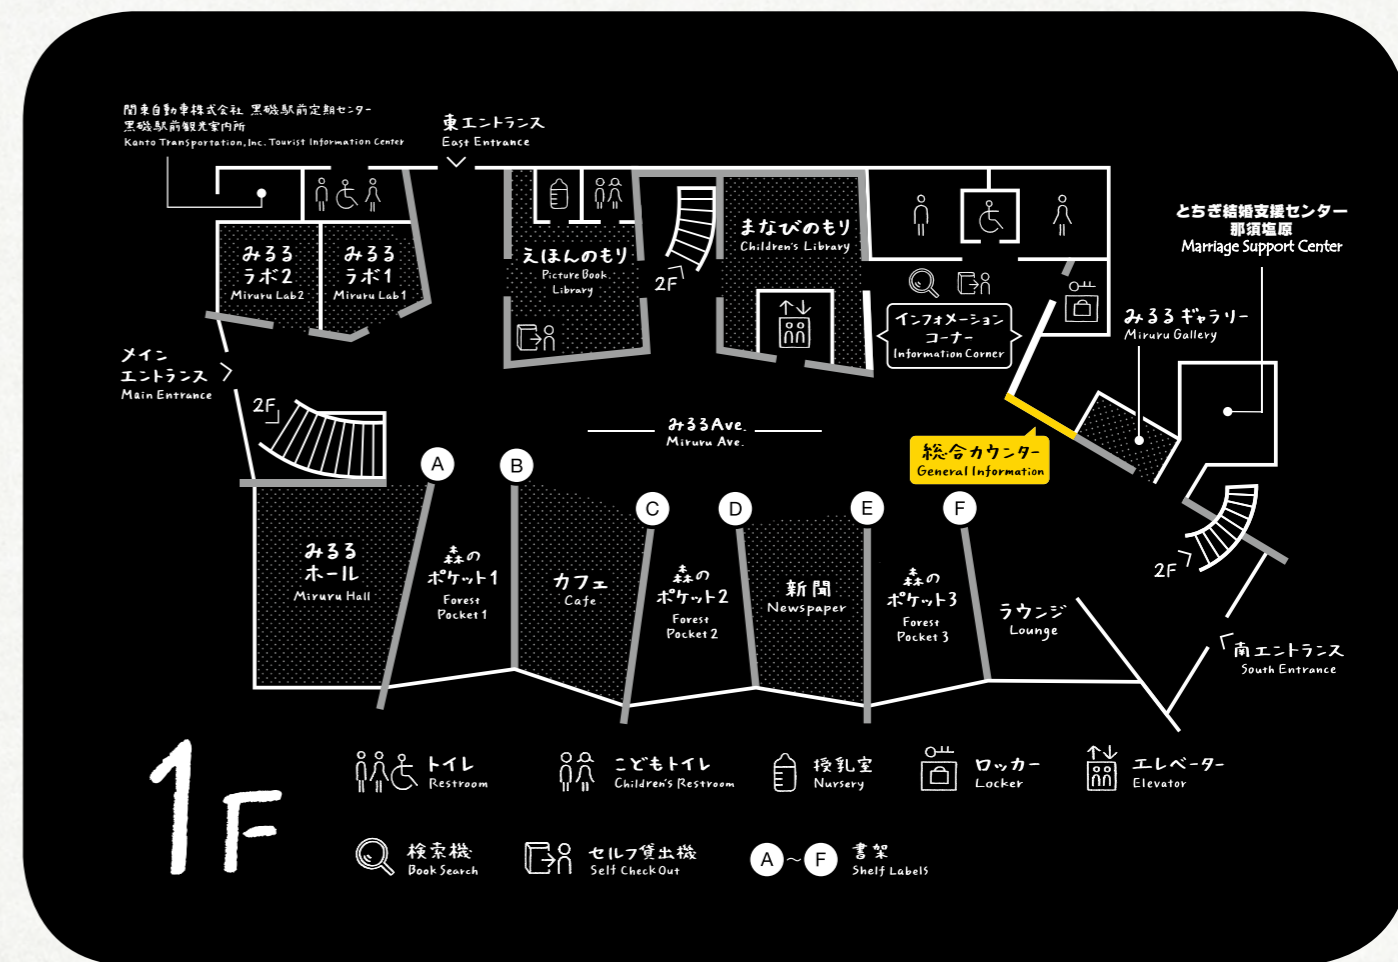 関東自動車株式会社 黒磯駅前定期センター
黒磯駅前観光案内所
Kanto Transportation, Inc. Tourist Information Center
東エントランス
East Entrance
みるる
ラボ2
Miruru Lab2
みるる
ラボ1
Miruru Lab1
えほんのもり
Picture Book
Library
2F
まなびのもり
Children's Library
インフォメーション
コーナー
Information Corner
とちぎ結婚支援センター
那須塩原
Marriage Support Center
みるる ギャラリー
Miruru Gallery
メイン
エントランス
Main Entrance
2F
みるるAve.
Miruru Ave.
総合カウンター
General Information
A
B
C
D
E
F
みるる
ホール
Miruru Hall
森の
ポケット1
Forest
Pocket 1
カフェ
Cafe
森の
ポケット2
Forest
Pocket 2
新聞
Newspaper
森の
ポケット3
Forest
Pocket 3
ラウンジ
Lounge
2F
南エントランス
South Entrance
1F
トイレ
Restroom
こどもトイレ
Children's Restroom
授乳室
Nursery
ロッカー
Locker
エレベーター
Elevator
検索機
Book Search
セルフ貸出機
Self Check Out
A～F
書架
Shelf Labels